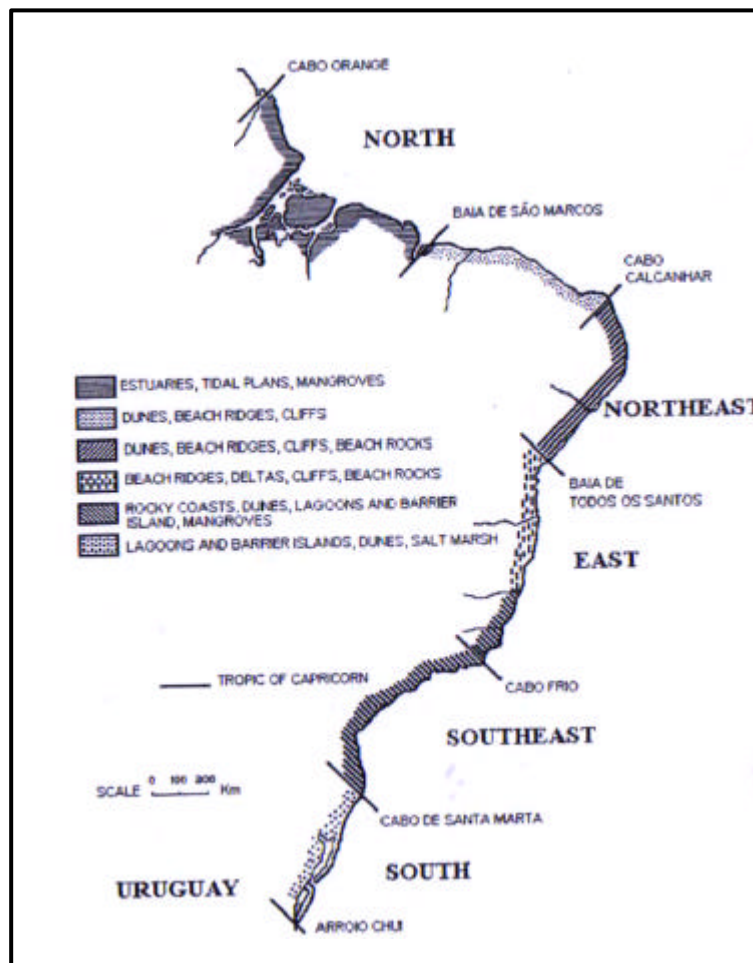 CABO ORANGE
NORTH
BAIA DE SÃO MARCOS
CABO
CALCANHAR
ESTUARIES, TIDAL PLANS, MANGROVES
DUNES, BEACH RIDGES, CLIFFS
NORTHEAST
DUNES, BEACH RIDGES, CLIFFS, BEACH ROCKS
BEACH RIDGES, DELTAS, CLIFFS, BEACH ROCKS
BAIA DE
TODOS OS SANTOS
ROCKY COASTS, DUNES, LAGOONS AND BARRIER
ISLAND, MANGROVES
LAGOONS AND BARRIER ISLANDS, DUNES, SALT MARSH
EAST
TROPIC OF CAPRICORN
CABO FRIO
SOUTHEAST
SCALE 0 100 200 Km
CABO DE SANTA MARTA
SOUTH
URUGUAY
ARROIO CHUI